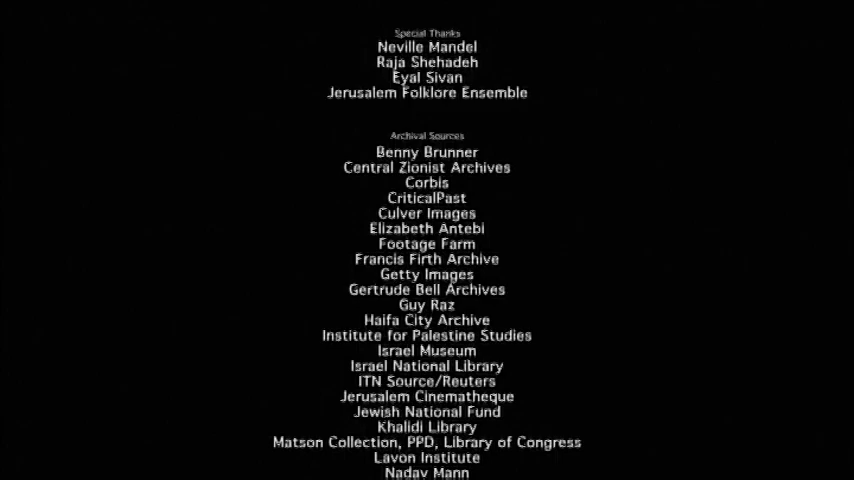 Special Thanks
Neville Mandel
Raja Shehadeh
Eyal Sivan
Jerusalem Folklore Ensemble
Archival Sources
Benny Brunner
Central Zionist Archives
Corbis
CriticalPast
Culver Images
Elizabeth Antebi
Footage Farm
Francis Firth Archive
Getty Images
Gertrude Bell Archives
Guy Raz
Haifa City Archive
Institute for Palestine Studies
Israel Museum
Israel National Library
ITN Source/Reuters
Jerusalem Cinematheque
Jewish National Fund
Khalidi Library
Matson Collection, PPD, Library of Congress
Lavon Institute
Nadav Mann